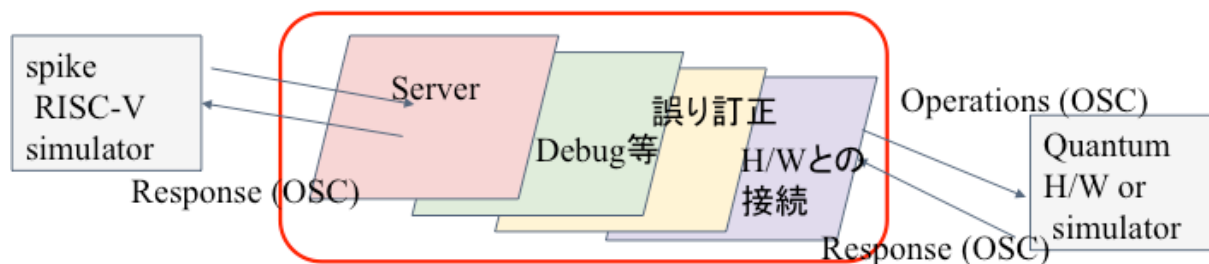 spike
RISC-V
simulator
Response (OSC)
Server
Debug等
誤り訂正
H/Wとの
接続
Operations (OSC)
Response (OSC)
Quantum
H/W or
simulator